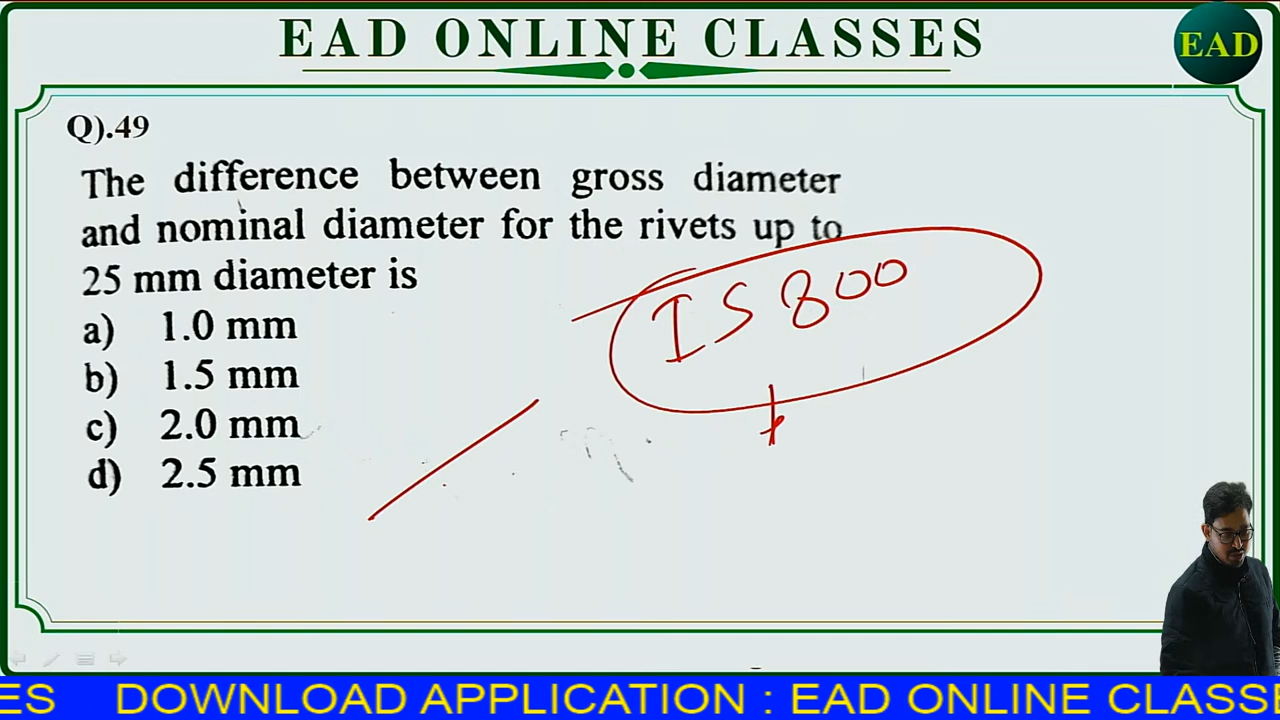 EAD ONLINE CLASSES
EAD
Q).49
The difference between gross diameter
and nominal diameter for the rivets up to
25 mm diameter is
a) 1.0 mm
b) 1.5 mm
c) 2.0 mm
d) 2.5 mm
IS 800
ES DOWNLOAD APPLICATION : EAD ONLINE CLASSE